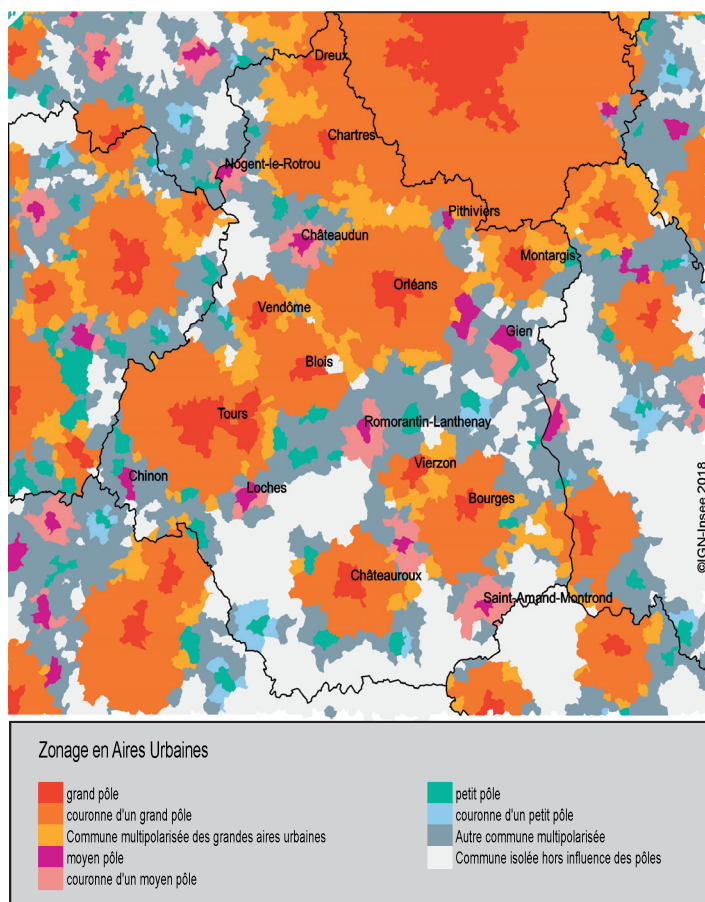 Dreux
Chartres
Nogent-le-Rotrou
Pithiviers
Châteaudun
Montargis
Orléans
Vendôme
Gien
Blois
Tours
Romorantin-Lanthenay
Vierzon
Chinon
Loches
Bourges
Châteauroux
Saint-Amand-Montrond
©IGN-Insee 2018
Zonage en Aires Urbaines
grand pôle
couronne d'un grand pôle
Commune multipolarisée des grandes aires urbaines
moyen pôle
couronne d'un moyen pôle
petit pôle
couronne d'un petit pôle
Autre commune multipolarisée
Commune isolée hors influence des pôles